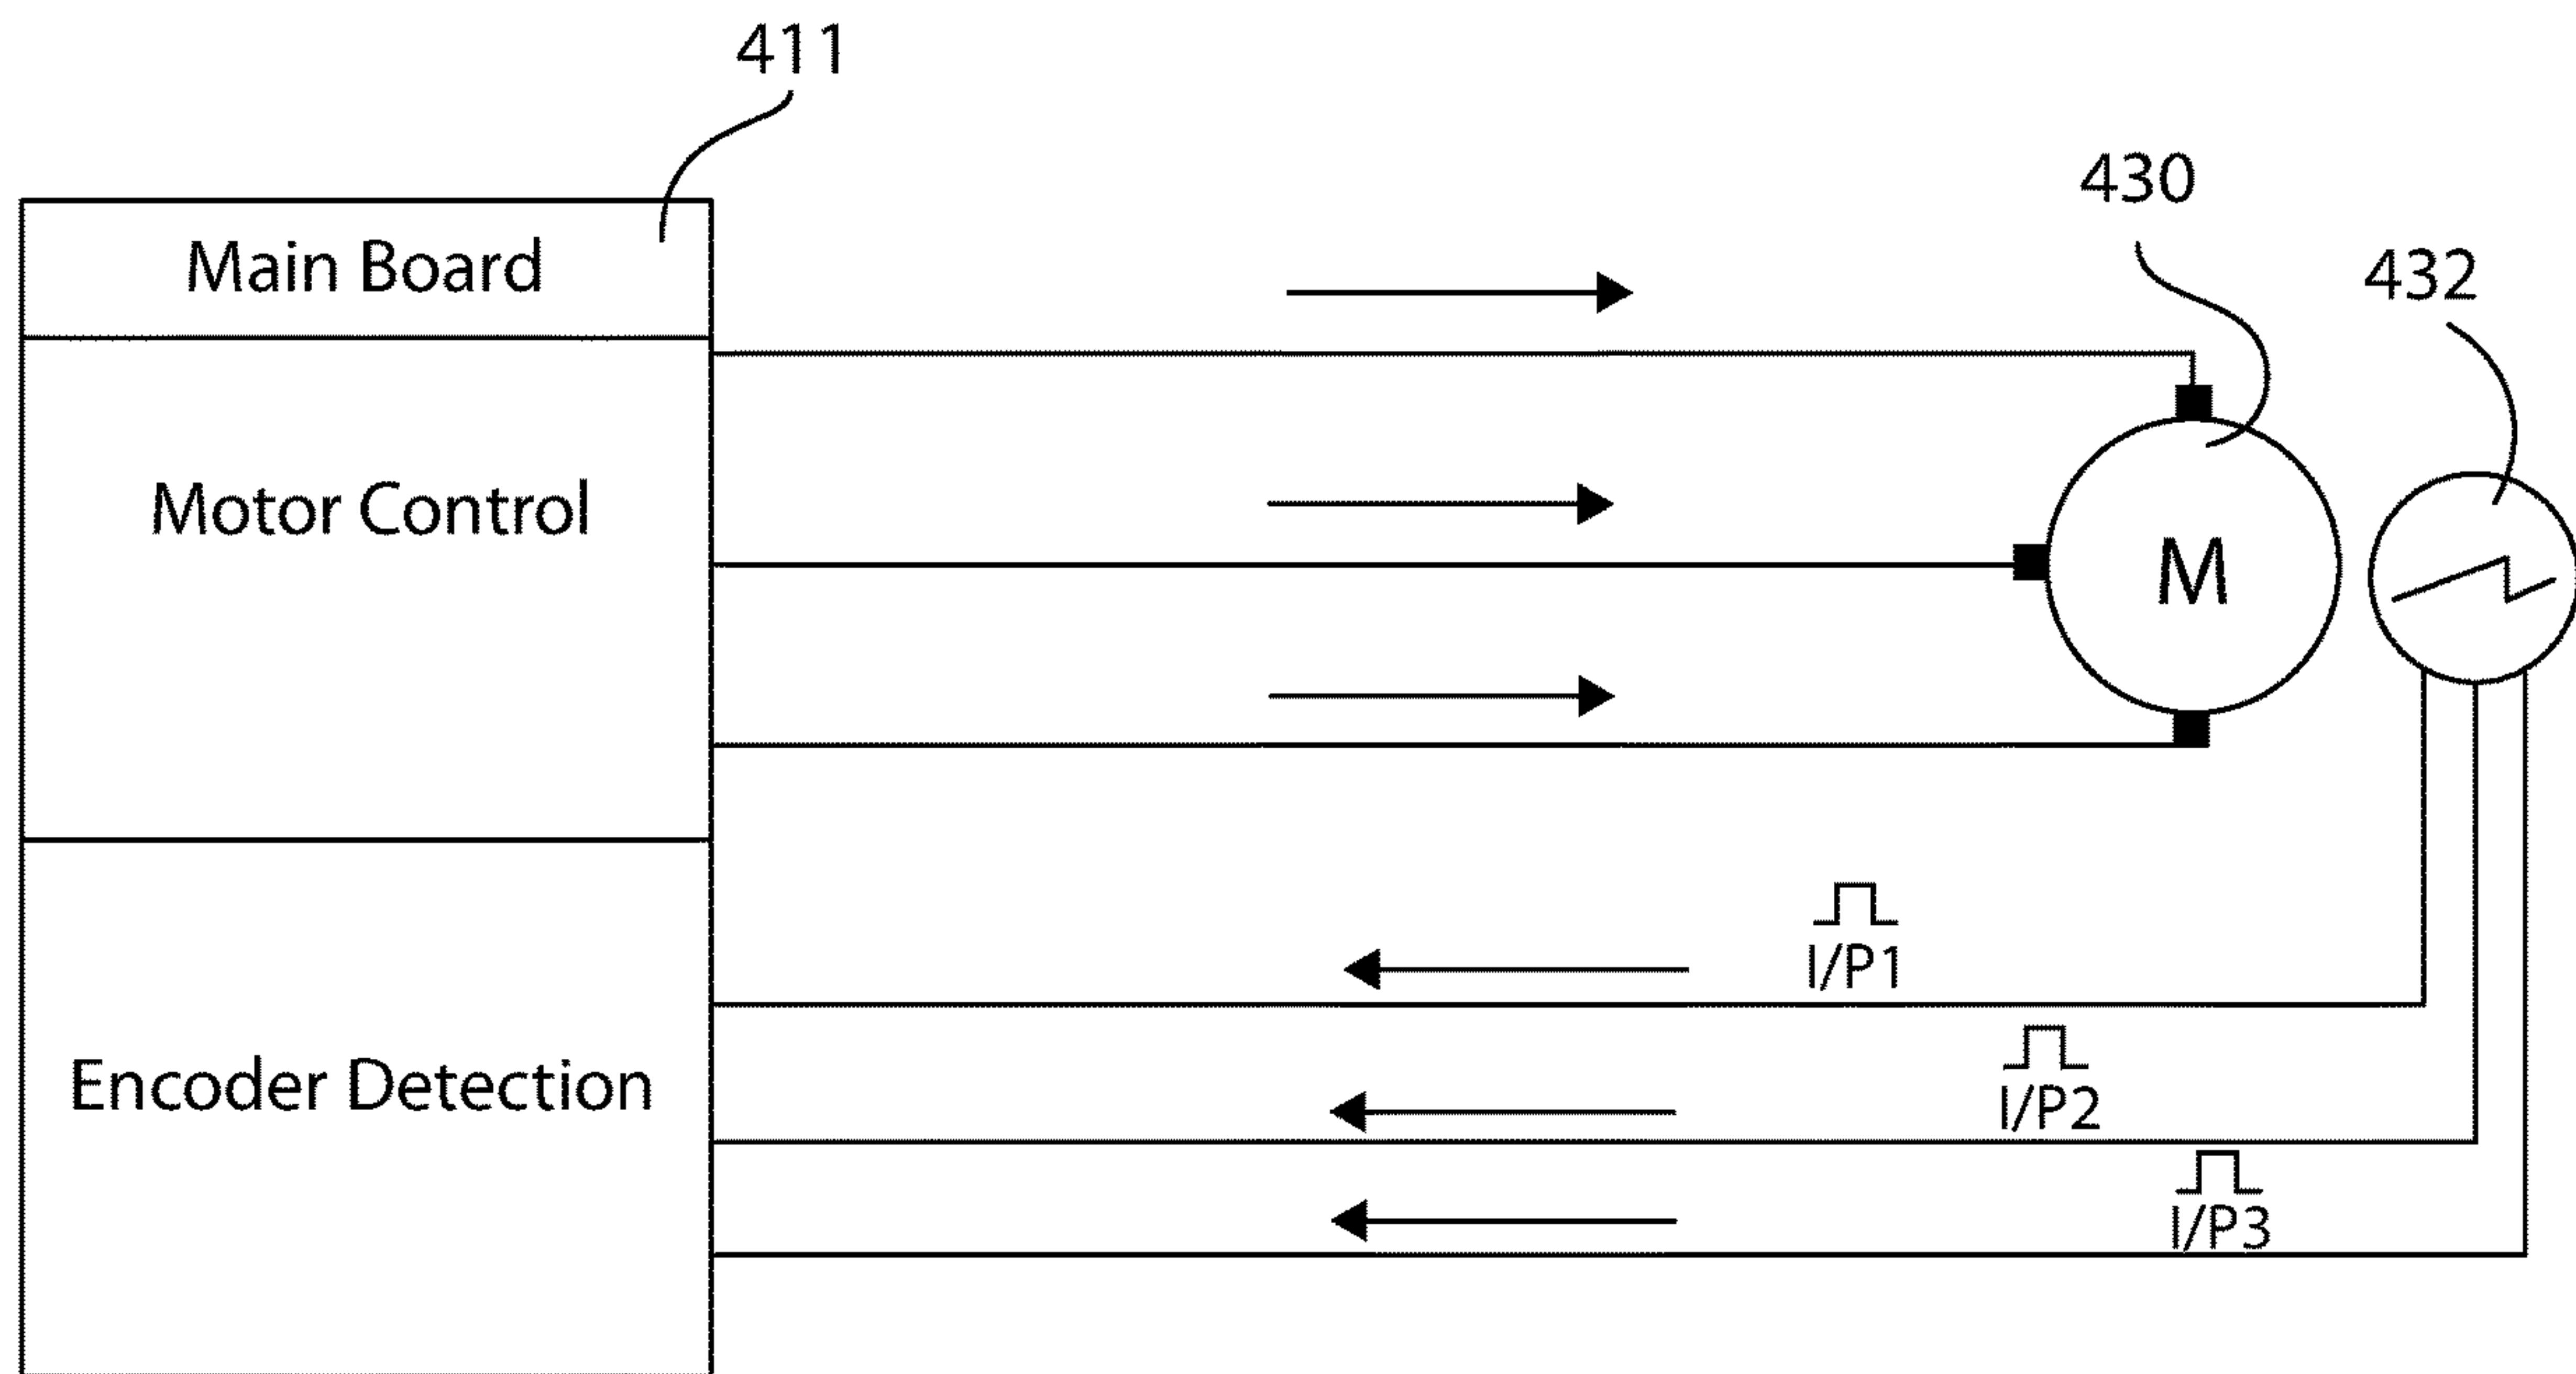 411
430
432
Main Board
Motor Control
M
I/P1
Encoder Detection
I/P2
I/P3